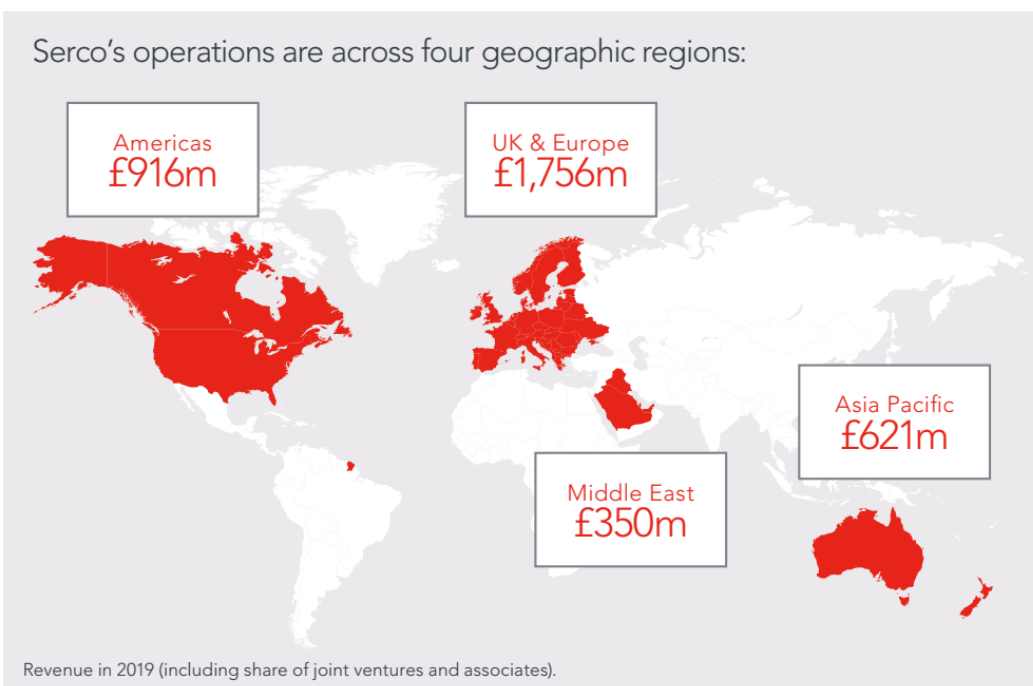 Serco’s operations are across four geographic regions:
Americas
£916m
UK & Europe
£1,756m
Asia Pacific
£621m
Middle East
£350m
Revenue in 2019 (including share of joint ventures and associates).